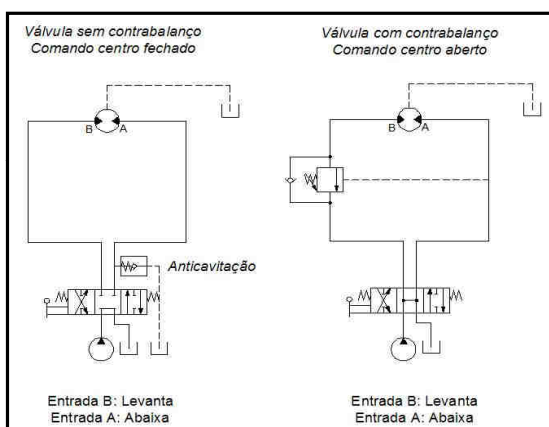 Válvula sem contrabalanço
Comando centro fechado
B
A
Anticavitação
Entrada B: Levanta
Entrada A: Abaixa
Válvula com contrabalanço
Comando centro aberto
B
A
Entrada B: Levanta
Entrada A: Abaixa